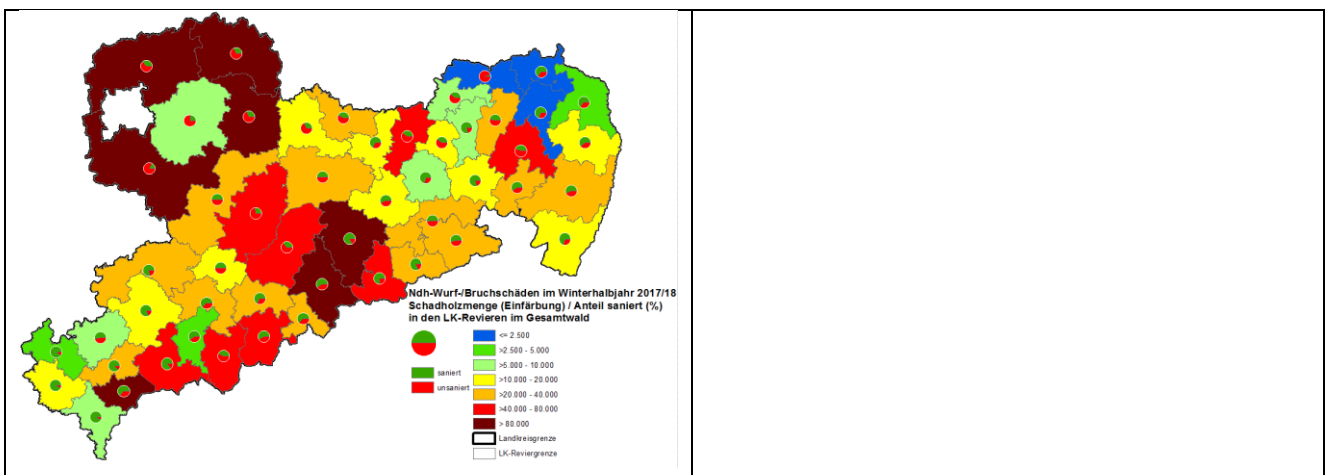 Ndh-Wurf-/Bruchschäden im Winterhalbjahr 2017/18
Schadholzmenge (Einfärbung) / Anteil saniert (%)
in den LK-Revieren im Gesamtwald
saniert
unsaniert
<= 2.500
>2.500 - 5.000
>5.000 - 10.000
>10.000 - 20.000
>20.000 - 40.000
>40.000 - 80.000
> 80.000
Landkreisgrenze
LK-Reviergrenze